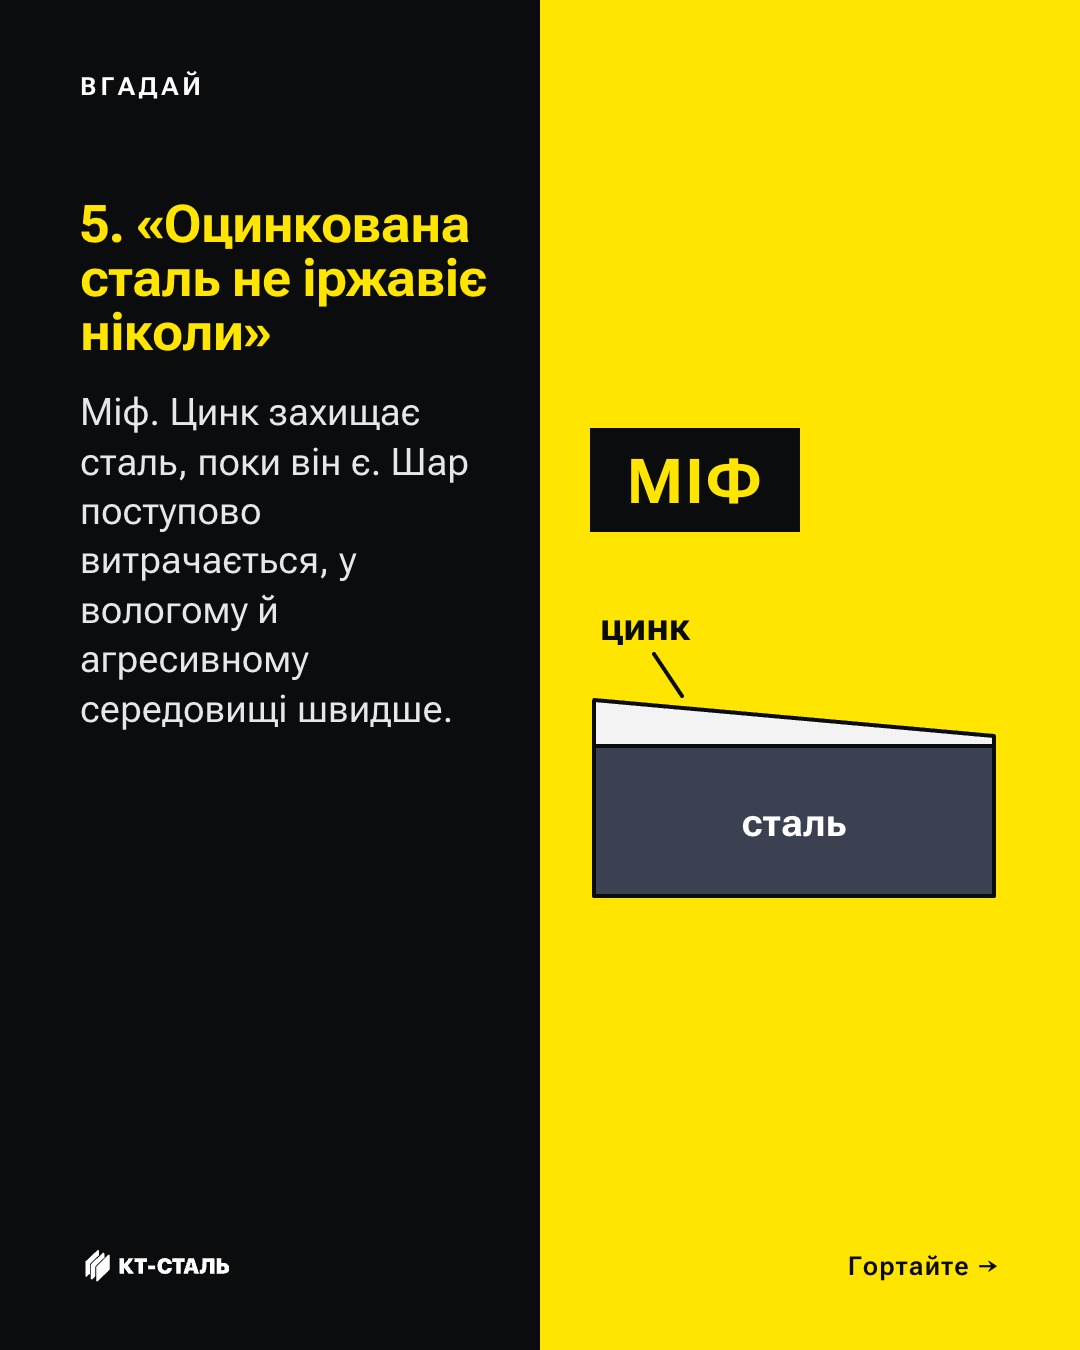 ВГАДАЙ
5. «Оцинкована
сталь не іржавіє
ніколи»
Міф. Цинк захищає
сталь, поки він є. Шар
поступово
витрачається, у
вологому й
агресивному
середовищі швидше.
МІФ
цинк
сталь
КТ-СТАЛЬ
Гортайте →